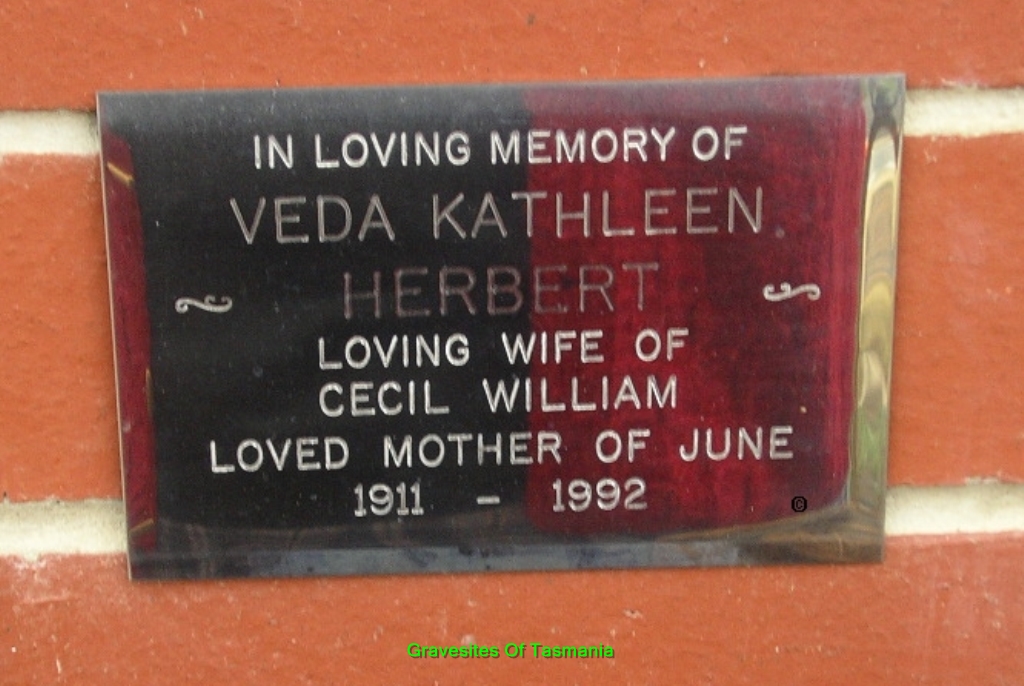 IN LOVING MEMORY OF
VEDA KATHLEEN.
HERBERT
LOVING WIFE OF
CECIL WILLIAM
LOVED MOTHER OF JUNE
1911 - 1992
©
Gravesites Of Tasmania